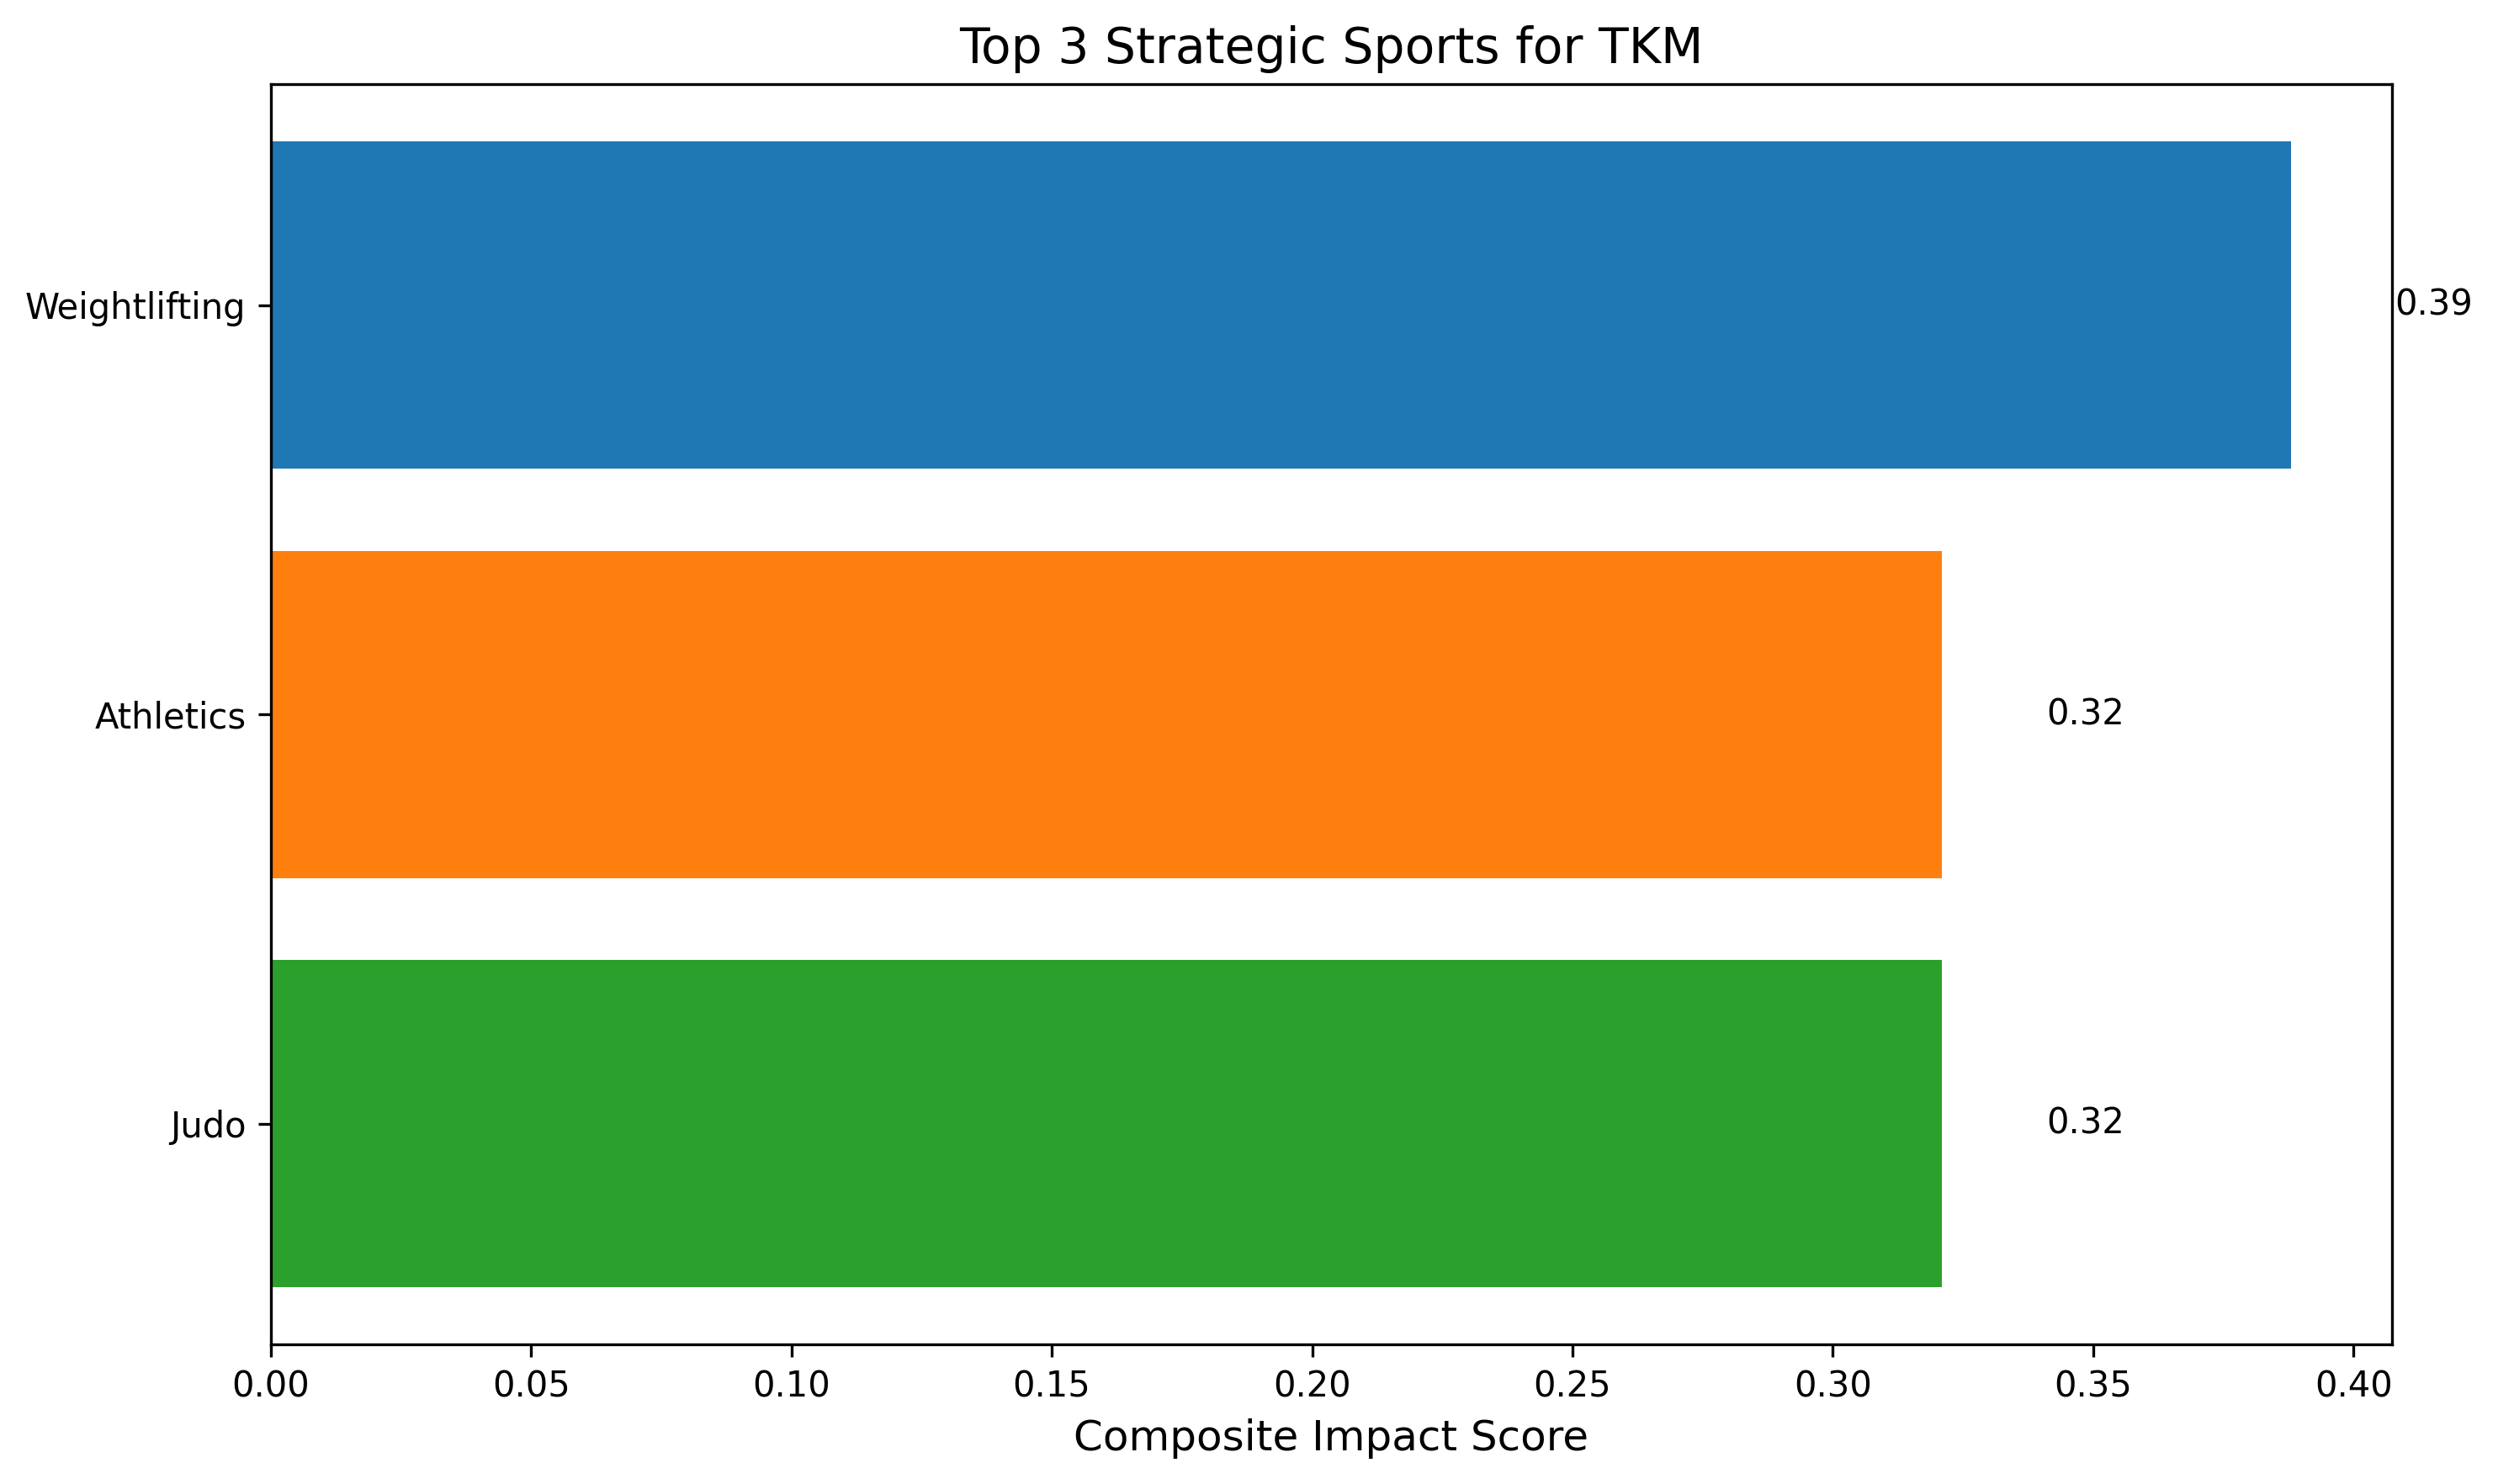 Top 3 Strategic Sports for TKM
Weightlifting
0.39
Athletics
0.32
Judo
0.32
0.00 0.05 0.10 0.15 0.20 0.25 0.30 0.35 0.40
Composite Impact Score